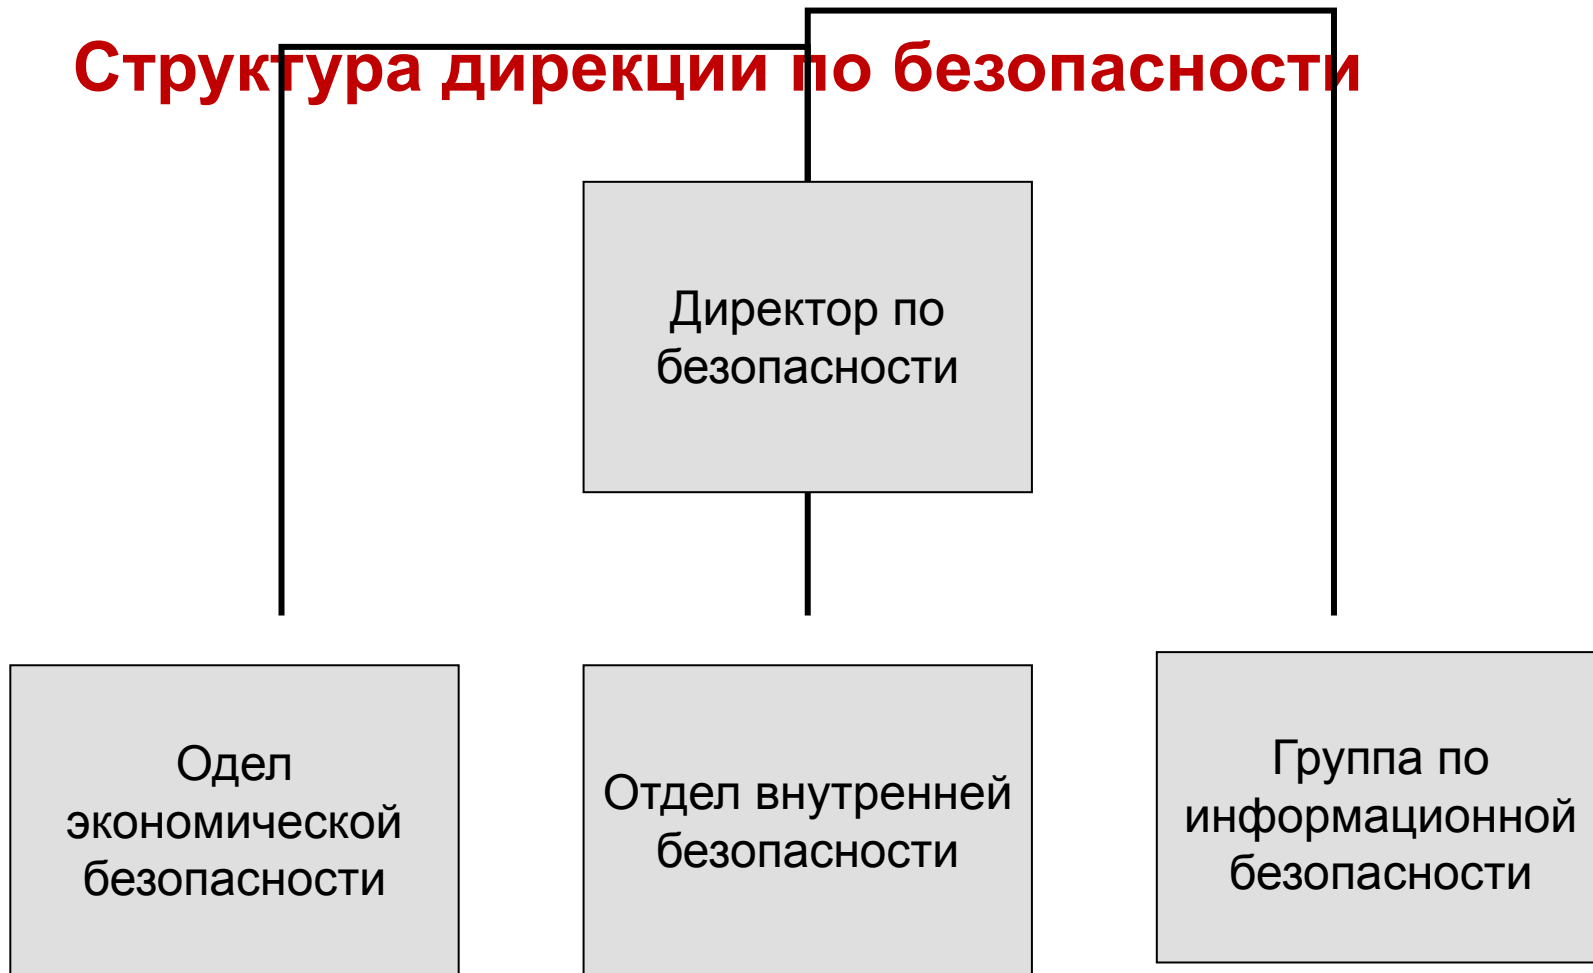 Структура дирекции по безопасности
Директор по
безопасности
Одел
экономической
безопасности
Отдел внутренней
безопасности
Группа по
информационной
безопасности